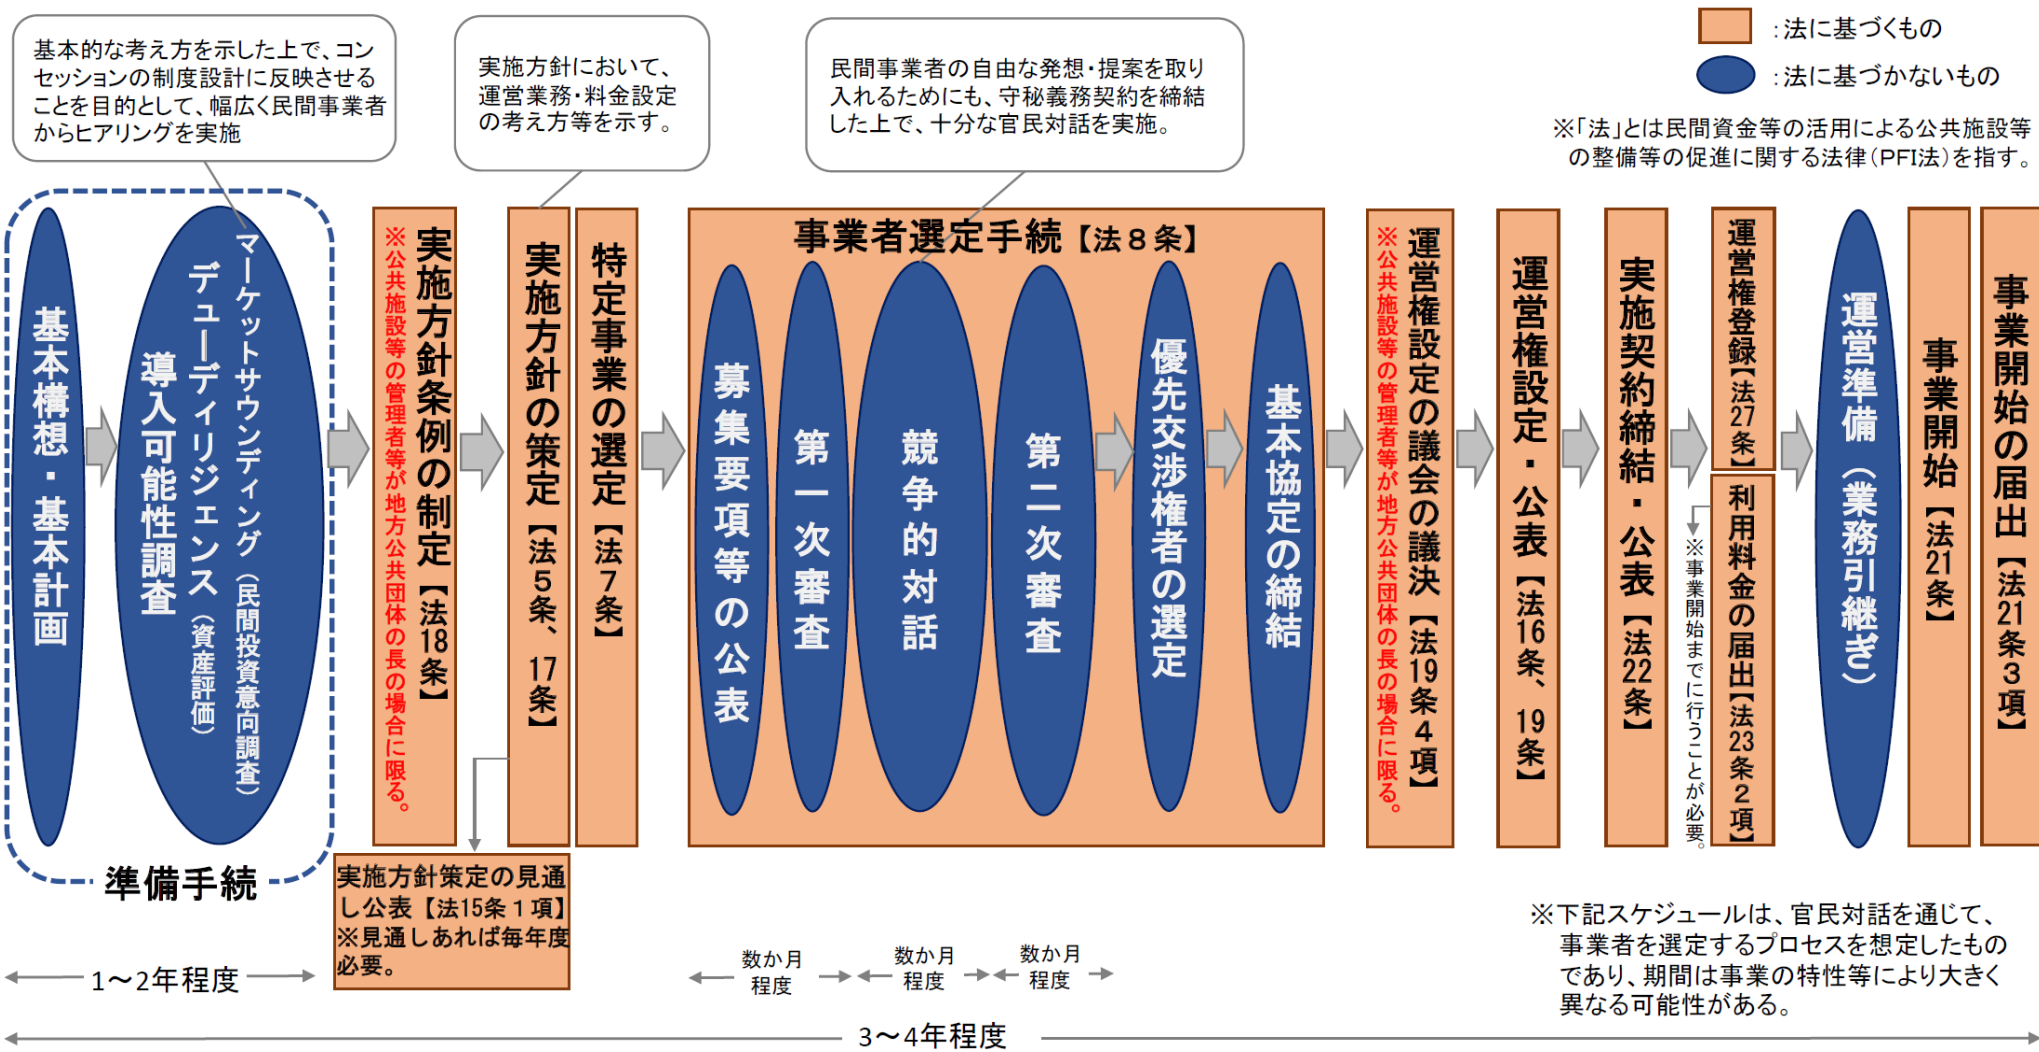 基本的な考え方を示した上で、コン
セッションの制度設計に反映させる
ことを目的として、幅広く民間事業者
からヒアリングを実施
実施方針において、
運営業務・料金設定
の考え方等を示す。
民間事業者の自由な発想・提案を取り
入れるためにも、守秘義務契約を締結
した上で、十分な官民対話を実施。
：法に基づくもの
：法に基づかないもの
※「法」とは民間資金等の活用による公共施設等
の整備等の促進に関する法律（PFI法）を指す。
基本構想・基本計画
マーケットサウンディング（民間投資意向調査）
デューディリジェンス（資産評価）
導入可能性調査
準備手続
実施方針条例の制定【法18条】
※公共施設等の管理者等が地方公共団体の長の場合に限る。
実施方針の策定【法５条、17条】
特定事業の選定【法７条】
実施方針策定の見通
し公表【法15条１項】
※見通しあれば毎年度
必要。
事業者選定手続【法８条】
募集要項等の公表
第一次審査
競争的対話
第二次審査
優先交渉権者の選定
基本協定の締結
運営権設定の議会の議決【法19条４項】
※公共施設等の管理者等が地方公共団体の長の場合に限る。
運営権設定・公表【法16条、19条】
実施契約締結・公表【法22条】
運営権登録【法27条】
利用料金の届出【法23条２項】
※事業開始までに行うことが必要。
運営準備（業務引継ぎ）
事業開始【法21条】
事業開始の届出【法21条３項】
※下記スケジュールは、官民対話を通じて、
事業者を選定するプロセスを想定したもの
であり、期間は事業の特性等により大きく
異なる可能性がある。
1～2年程度
数か月
程度
数か月
程度
数か月
程度
3～4年程度